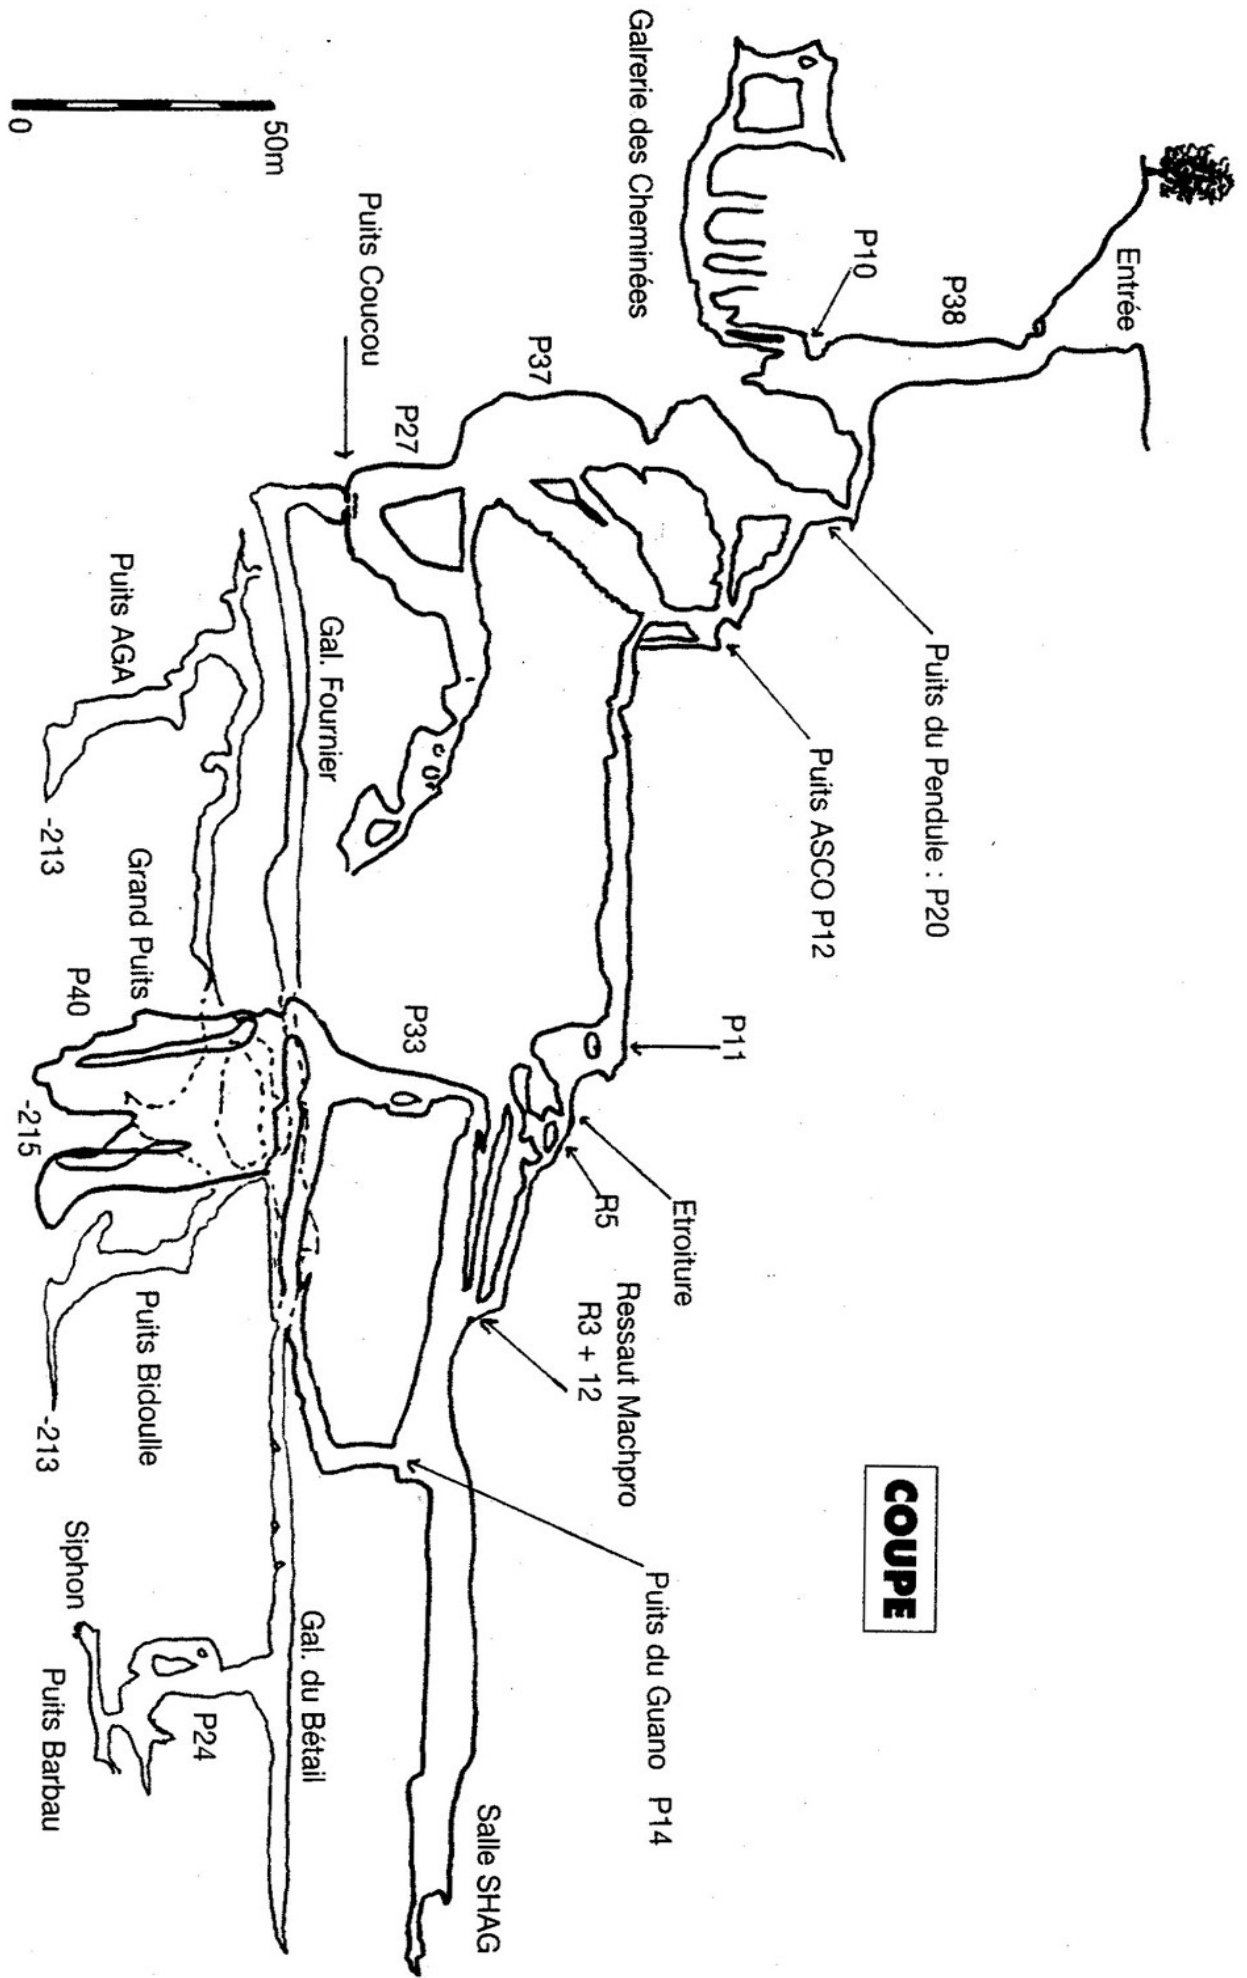 Entrée
P38
P10
Galrerie des Cheminées
Puits du Pendule : P20
Puits ASCO P12
P37
P27
Puits Coucou
50m
0
P11
Etroiture
R5
Ressaut Machpro
R3 + 12
COUPE
Gal. Fournier
P33
Puits AGA
-213
Grand Puits
P40
-215
Puits Bidoulle
-213
Puits du Guano P14
Salle SHAG
Gal. du Bétail
P24
Siphon
Puits Barbau